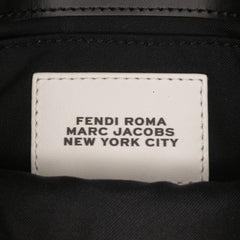 FENDI ROMA
MARC JACOBS
NEW YORK CITY